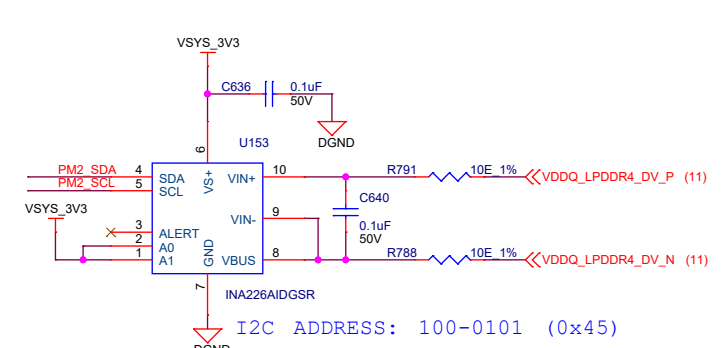 VSYS_3V3
C636
0.1uF
50V
DGND
U153
6
PM2_SDA
4
SDA
VS+
VIN+
10
R791
10E_1%
VDDQ_LPDDR4_DV_P (11)
PM2_SCL
5
SCL
C640
VSYS_3V3
VIN-
9
0.1uF
50V
3
ALERT
2
A0
1
A1
GND
VBUS
8
R788
10E_1%
VDDQ_LPDDR4_DV_N (11)
7
INA226AIDGSR
I2C ADDRESS: 100-0101 (0x45)
DGND